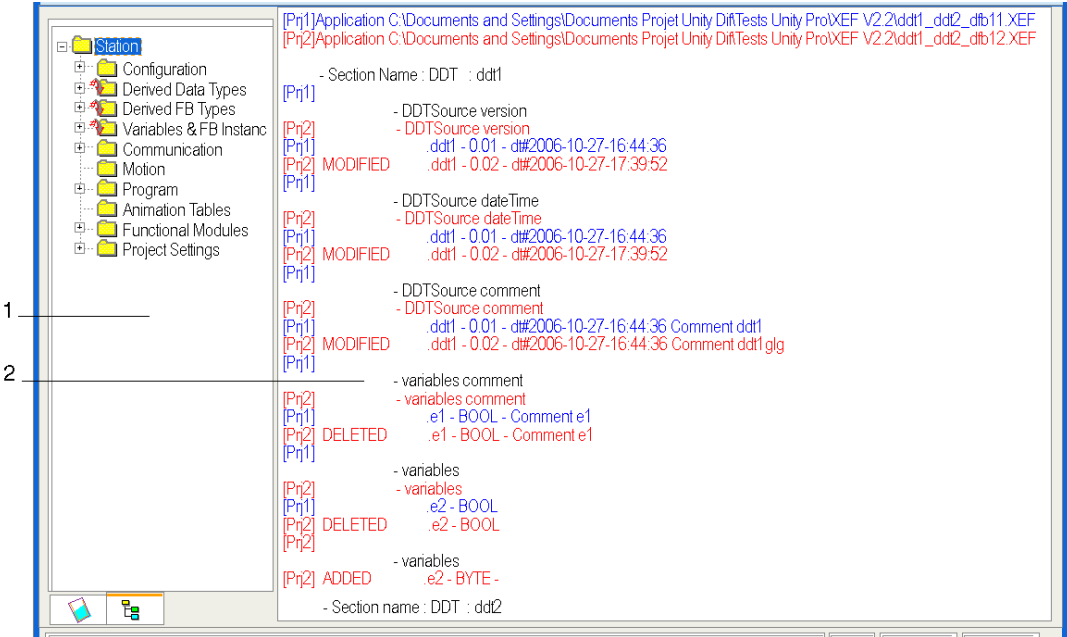 Station
Configuration
Derived Data Types
Derived FB Types
Variables & FB Instanc
Communication
Motion
Program
Animation Tables
Functional Modules
Project Settings
1
2
[Prj1]Application C:\Documents and Settings\Documents Projet Unity Dif\Tests Unity Pro\XEF V2.2\ddt1_ddt2_dfb11.XEF
[Prj2]Application C:\Documents and Settings\Documents Projet Unity Dif\Tests Unity Pro\XEF V2.2\ddt1_ddt2_dfb12.XEF
- Section Name : DDT : ddt1
[Prj1]
- DDTSource version
[Prj2] - DDTSource version
[Prj1] .ddt1 - 0.01 - dt#2006-10-27-16:44:36
[Prj2] MODIFIED .ddt1 - 0.02 - dt#2006-10-27-17:39:52
[Prj1]
- DDTSource dateTime
[Prj2] - DDTSource dateTime
[Prj1] .ddt1 - 0.01 - dt#2006-10-27-16:44:36
[Prj2] MODIFIED .ddt1 - 0.02 - dt#2006-10-27-17:39:52
[Prj1]
- DDTSource comment
[Prj2] - DDTSource comment
[Prj1] .ddt1 - 0.01 - dt#2006-10-27-16:44:36 Comment ddt1
[Prj2] MODIFIED .ddt1 - 0.02 - dt#2006-10-27-16:44:36 Comment ddt1glg
[Prj1]
- variables comment
[Prj2] - variables comment
[Prj1] .e1 - BOOL - Comment e1
[Prj2] DELETED .e1 - BOOL - Comment e1
[Prj1]
- variables
[Prj2] - variables
[Prj1] .e2 - BOOL
[Prj2] DELETED .e2 - BOOL
[Prj2]
- variables
[Prj2] ADDED .e2 - BYTE -
- Section name : DDT : ddt2